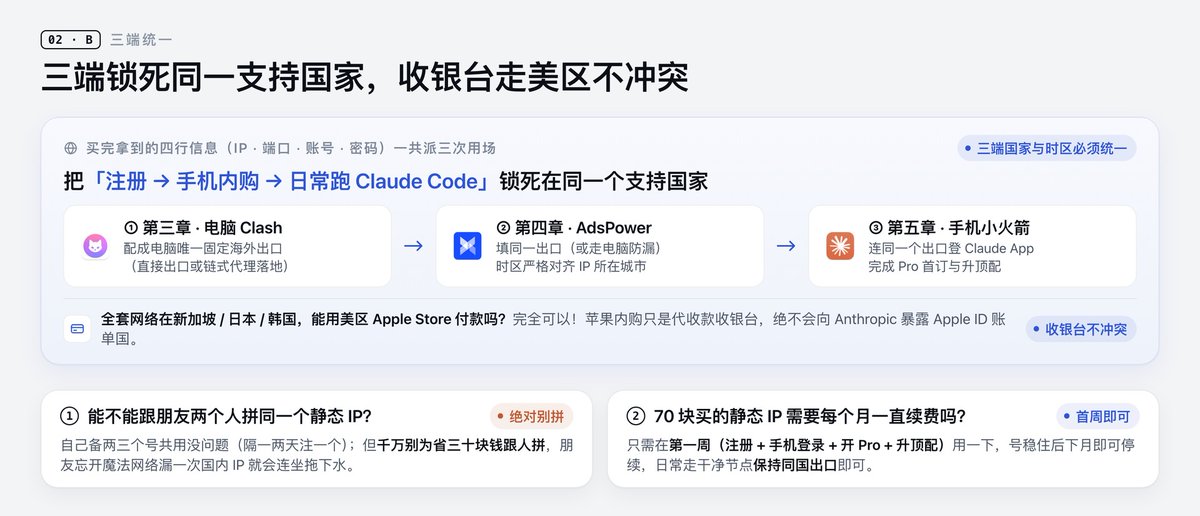 02 · B 三端统一
三端锁死同一支持国家，收银台走美区不冲突
买完拿到的四行信息（IP · 端口 · 账号 · 密码）一共派三次用场
• 三端国家与时区必须统一
把「注册 → 手机内购 → 日常跑 Claude Code」锁死在同一个支持国家
① 第三章 · 电脑 Clash
配成电脑唯一固定海外出口
（直接出口或链式代理落地）
→
② 第四章 · AdsPower
填同一出口（或走电脑防漏）
时区严格对齐 IP 所在城市
→
③ 第五章 · 手机小火箭
连同一个出口登 Claude App
完成 Pro 首订与升顶配
全套网络在新加坡 / 日本 / 韩国，能用美区 Apple Store 付款吗？完全可以！苹果内购只是代收款收银台，绝不会向 Anthropic 暴露 Apple ID 账
单国。
• 收银台不冲突
① 能不能跟朋友两个人拼同一个静态 IP？
• 绝对别拼
自己备两三个号共用没问题（隔一两天注一个）；但千万别为省三十块钱跟人拼，朋
友忘开魔法网络漏一次国内 IP 就会连坐拖下水。
② 70 块买的静态 IP 需要每个月一直续费吗？
• 首周即可
只需在第一周（注册 + 手机登录 + 开 Pro + 升顶配）用一下，号稳住后下月即可停
续，日常走干净节点保持同国出口即可。